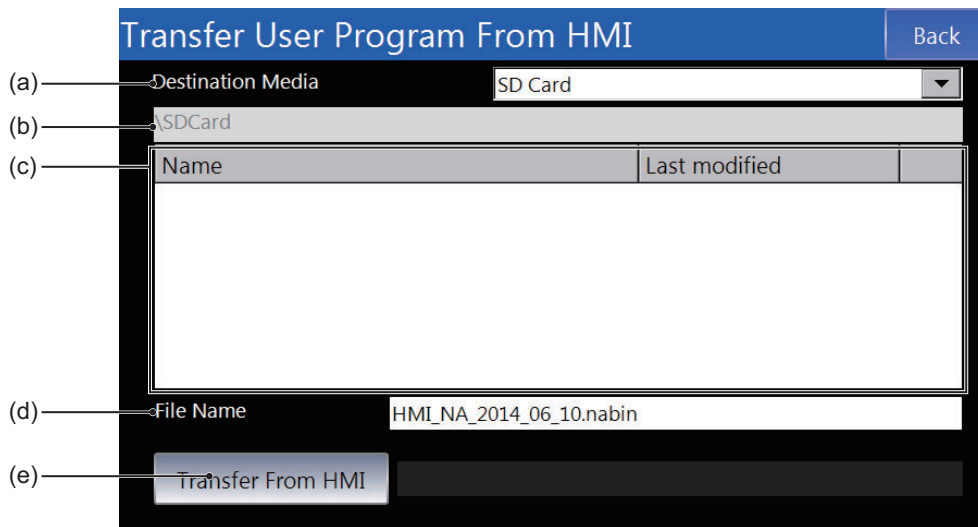 Transfer User Program From HMI Back
(a) Destination Media SD Card
(b) \SDCard
(c) Name Last modified
(d) File Name HMI_NA_2014_06_10.nabin
(e) Transfer From HMI